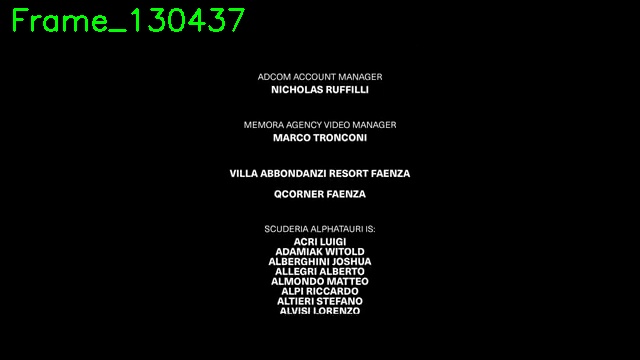 Frame_130437
ADCOM ACCOUNT MANAGER
NICHOLAS RUFFILLI
MEMORA AGENCY VIDEO MANAGER
MARCO TRONCONI
VILLA ABBONDANZI RESORT FAENZA
QCORNER FAENZA
SCUDERIA ALPHATAURI IS:
ACRI LUIGI
ADAMIAK WITOLD
ALBERGHINI JOSHUA
ALLEGRI ALBERTO
ALMONDO MATTEO
ALPI RICCARDO
ALTIERI STEFANO
ALVISI LORENZO